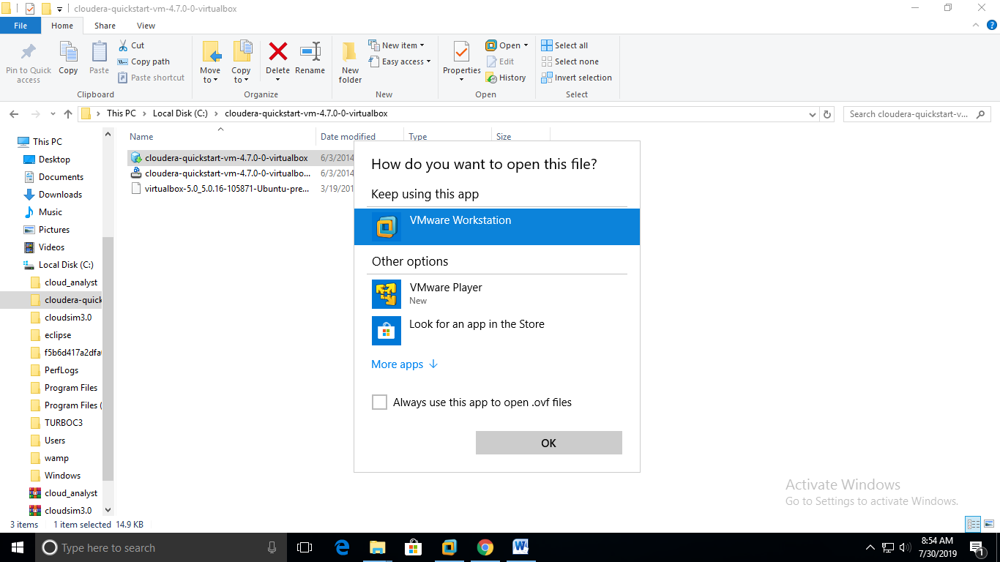 cloudera-quickstart-vm-4.7.0-0-virtualbox
File Home Share View
Pin to Quick access
Copy
Paste
Cut
Copy path
Paste shortcut
Clipboard
Move to
Copy to
Delete
Rename
Organize
New folder
New item
Easy access
New
Properties
Open
Edit
History
Open
Select all
Select none
Invert selection
Select
This PC Local Disk (C:) cloudera-quickstart-vm-4.7.0-0-virtualbox
Search cloudera-quickstart-v...
This PC
Desktop
Documents
Downloads
Music
Pictures
Videos
Local Disk (C:)
cloud_analyst
cloudera-quick
cloudsim3.0
eclipse
f5b6d417a2dfa
PerfLogs
Program Files
Program Files (
TURBOC3
Users
wamp
Windows
cloud_analyst
cloudsim3.0
Name Date modified Type Size
cloudera-quickstart-vm-4.7.0-0-virtualbox 6/3/2014
cloudera-quickstart-vm-4.7.0-0-virtualbo... 6/3/2014
virtualbox-5.0_5.0.16-105871-Ubuntu-pre... 3/19/201
How do you want to open this file?
Keep using this app
VMware Workstation
Other options
VMware Player
New
Look for an app in the Store
More apps
Always use this app to open .ovf files
OK
Activate Windows
Go to Settings to activate Windows.
3 items 1 item selected 14.9 KB
Type here to search
8:54 AM
7/30/2019
1